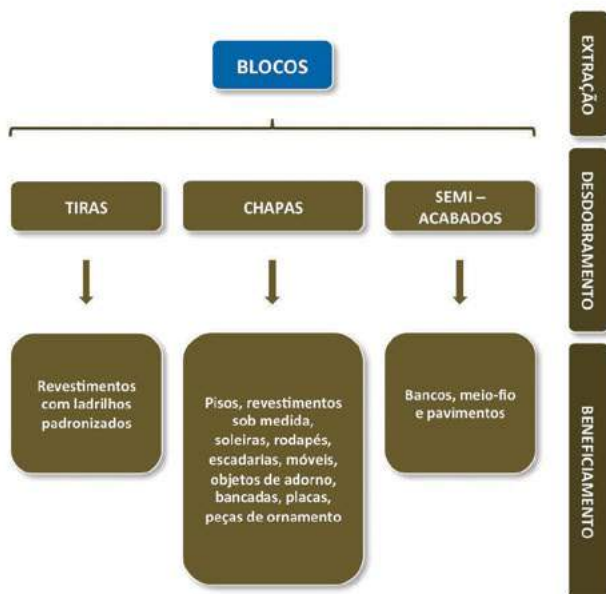 BLOCOS
EXTRAÇÃO
TIRAS
CHAPAS
SEMI –
ACABADOS
DESDOBRAMENTO
Revestimentos
com ladrilhos
padronizados
Pisos, revestimentos
sob medida,
soleiras, rodapés,
escadarias, móveis,
objetos de adorno,
bancadas, placas,
peças de ornamento
Bancos, meio-fio
e pavimentos
BENEFICIAMENTO